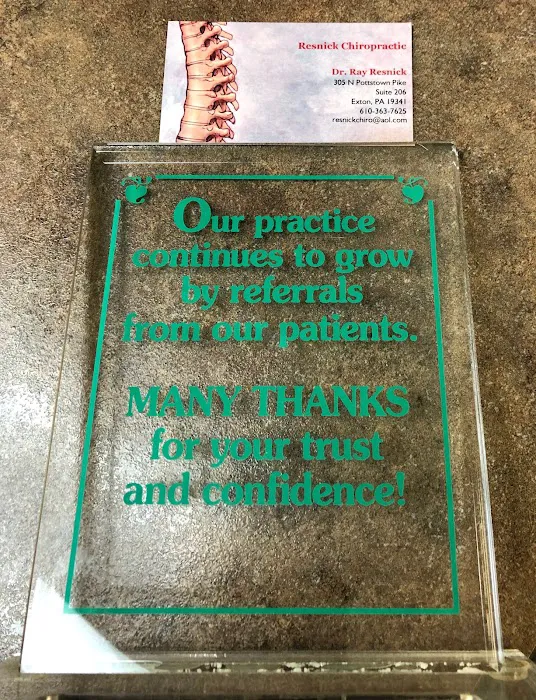 Resnick Chiropractic
Dr. Ray Resnick
305 N Pottstown Pike
Suite 206
Exton, PA 19341
610-363-7625
resnickchiro@aol.com
Our practice
continues to grow
by referrals
from our patients.
MANY THANKS
for your trust
and confidence!